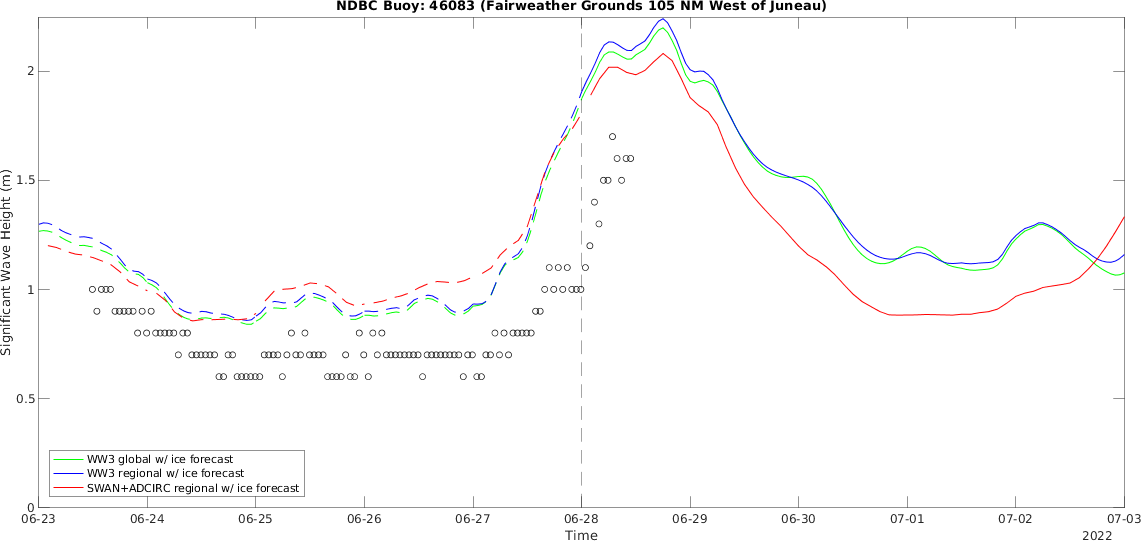 NDBC Buoy: 46083 (Fairweather Grounds 105 NM West of Juneau)
Significant Wave Height (m)
2
1.5
1
0.5
0
WW3 global w/ ice forecast
WW3 regional w/ ice forecast
SWAN+ADCIRC regional w/ ice forecast
06-23 06-24 06-25 06-26 06-27 06-28 06-29 06-30 07-01 07-02 07-03
Time
2022